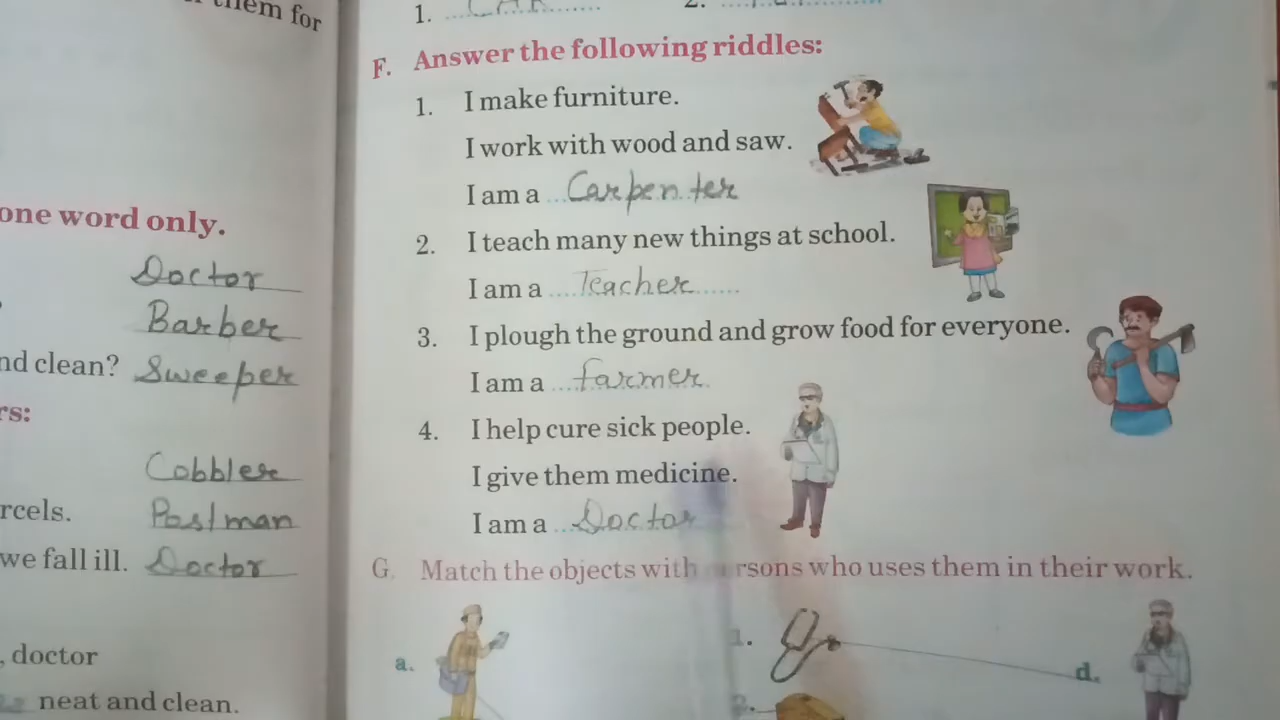 them for
one word only.
Doctor
Barber
nd clean? Sweeper
rs:
Cobbler
rcels. Postman
we fall ill. Doctor
, doctor
neat and clean.
1. CAR 2.
F. Answer the following riddles:
1. I make furniture.
I work with wood and saw.
I am a Carpenter
2. I teach many new things at school.
I am a Teacher
3. I plough the ground and grow food for everyone.
I am a farmer
4. I help cure sick people.
I give them medicine.
I am a Doctor
G. Match the objects with rsons who uses them in their work.
a. 1. d.
2.